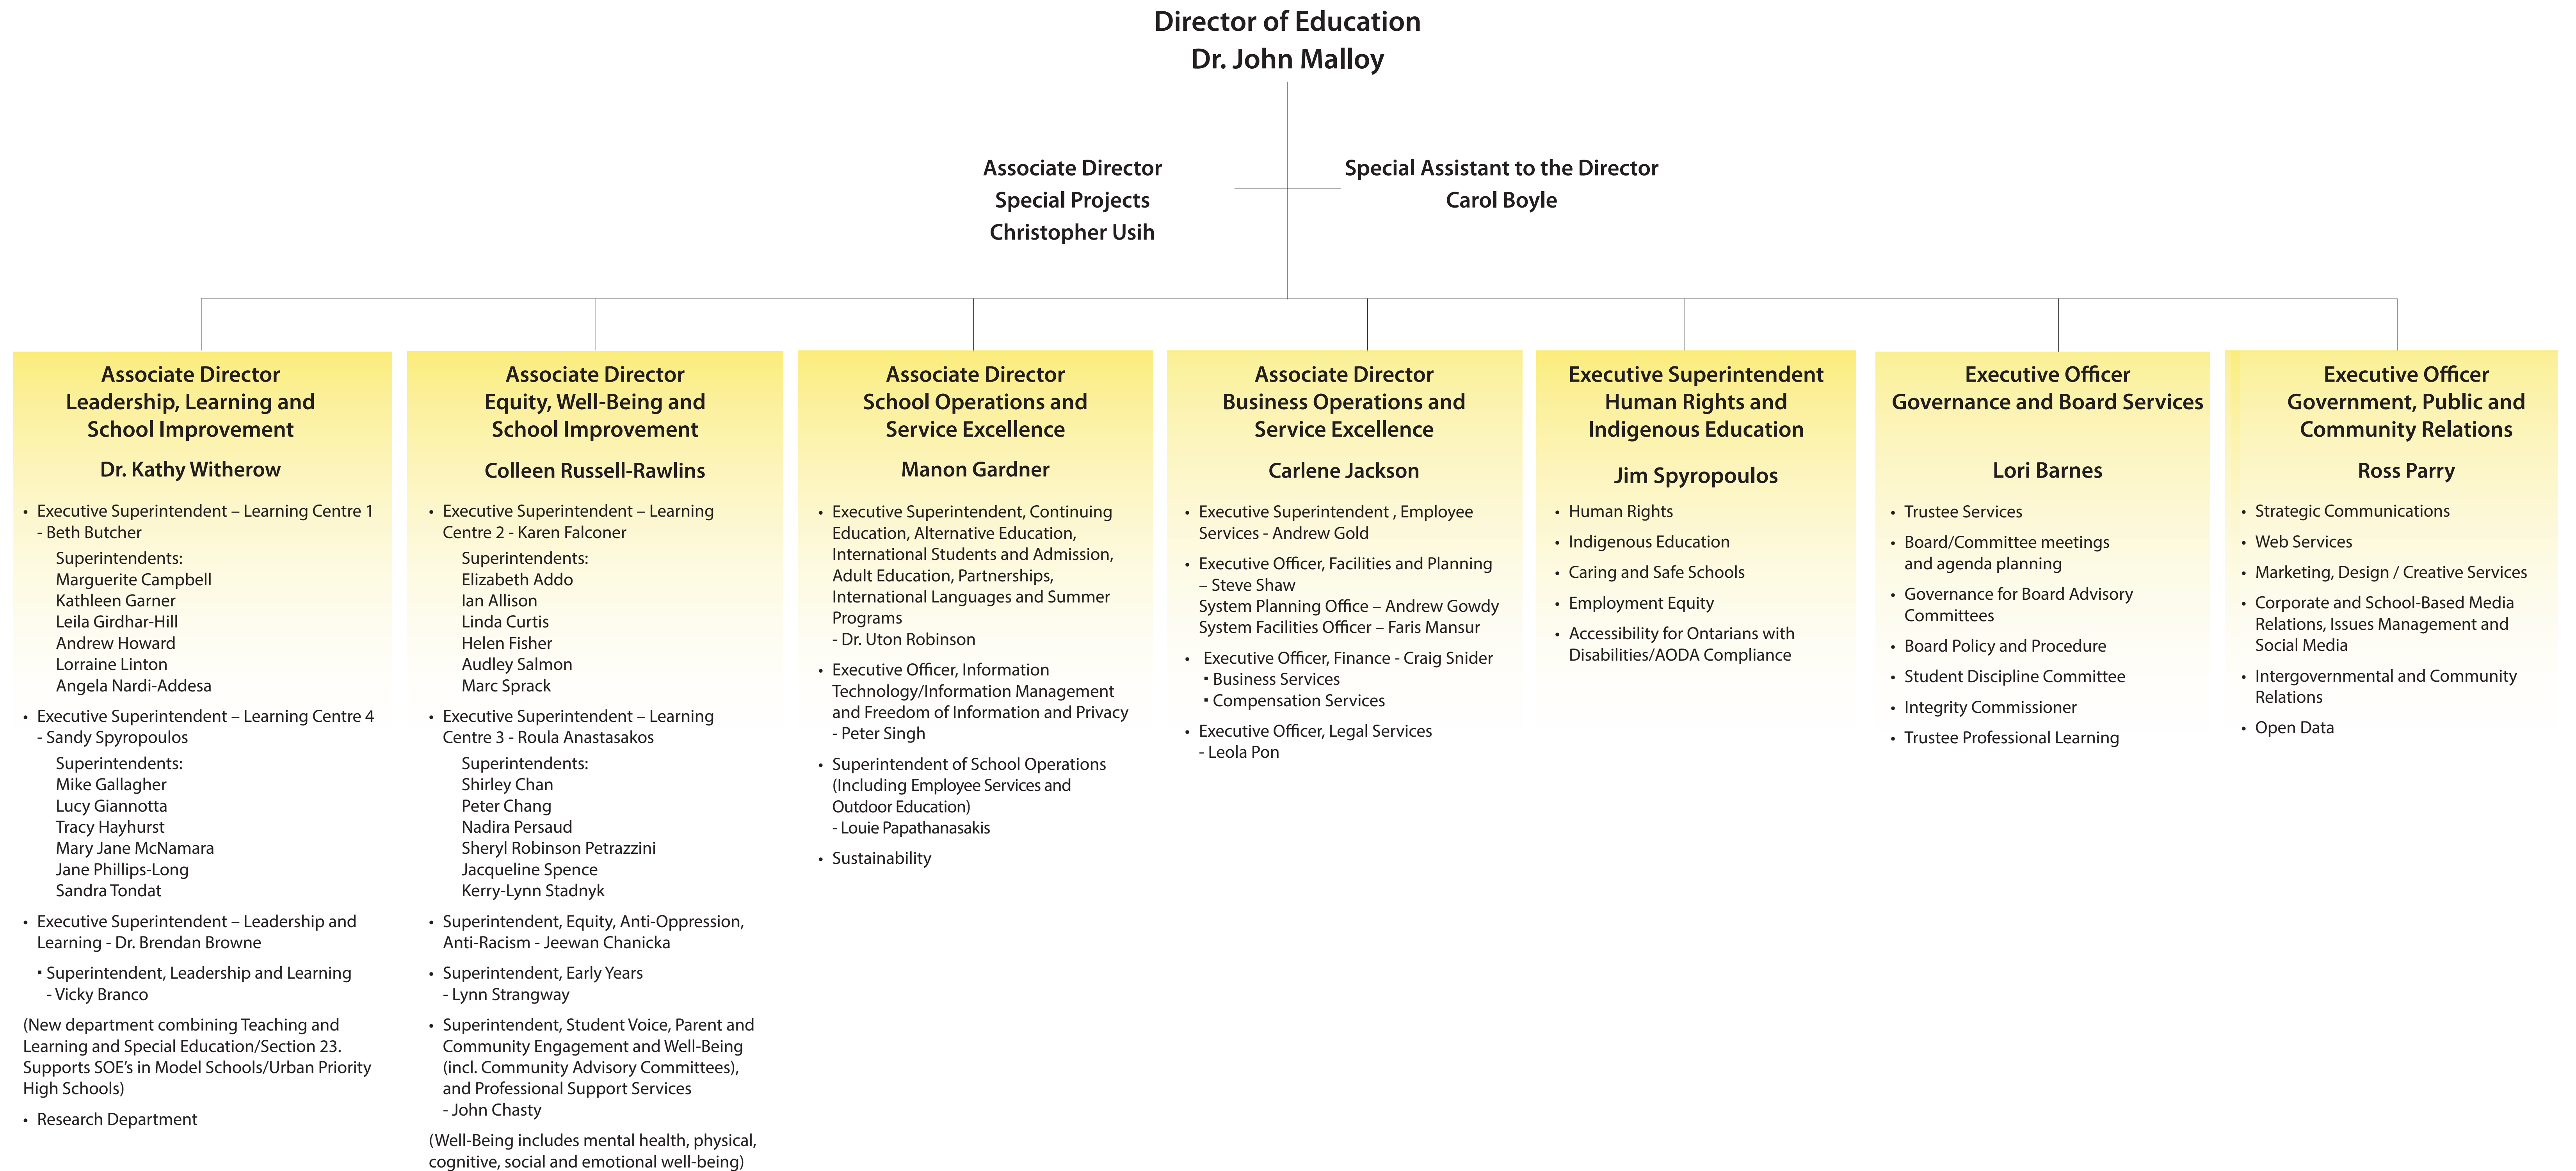 Director of Education
Dr. John Malloy
Associate Director
Special Projects
Christopher Usih
Special Assistant to the Director
Carol Boyle
Associate Director
Leadership, Learning and
School Improvement
Dr. Kathy Witherow
• Executive Superintendent – Learning Centre 1
- Beth Butcher
Superintendents:
Marguerite Campbell
Kathleen Garner
Leila Girdhar-Hill
Andrew Howard
Lorraine Linton
Angela Nardi-Addesa
• Executive Superintendent – Learning Centre 4
- Sandy Spyropoulos
Superintendents:
Mike Gallagher
Lucy Giannotta
Tracy Hayhurst
Mary Jane McNamara
Jane Phillips-Long
Sandra Tondat
• Executive Superintendent – Leadership and
Learning - Dr. Brendan Browne
▪ Superintendent, Leadership and Learning
- Vicky Branco
(New department combining Teaching and
Learning and Special Education/Section 23.
Supports SOE’s in Model Schools/Urban Priority
High Schools)
• Research Department
Associate Director
Equity, Well-Being and
School Improvement
Colleen Russell-Rawlins
• Executive Superintendent – Learning
Centre 2 - Karen Falconer
Superintendents:
Elizabeth Addo
Ian Allison
Linda Curtis
Helen Fisher
Audley Salmon
Marc Sprack
• Executive Superintendent – Learning
Centre 3 - Roula Anastasakos
Superintendents:
Shirley Chan
Peter Chang
Nadira Persaud
Sheryl Robinson Petrazzini
Jacqueline Spence
Kerry-Lynn Stadnyk
• Superintendent, Equity, Anti-Oppression,
Anti-Racism - Jeewan Chanicka
• Superintendent, Early Years
- Lynn Strangway
• Superintendent, Student Voice, Parent and
Community Engagement and Well-Being
(incl. Community Advisory Committees),
and Professional Support Services
- John Chasty
(Well-Being includes mental health, physical,
cognitive, social and emotional well-being)
Associate Director
School Operations and
Service Excellence
Manon Gardner
• Executive Superintendent, Continuing
Education, Alternative Education,
International Students and Admission,
Adult Education, Partnerships,
International Languages and Summer
Programs
- Dr. Uton Robinson
• Executive Officer, Information
Technology/Information Management
and Freedom of Information and Privacy
- Peter Singh
• Superintendent of School Operations
(Including Employee Services and
Outdoor Education)
- Louie Papathanasakis
• Sustainability
Associate Director
Business Operations and
Service Excellence
Carlene Jackson
• Executive Superintendent , Employee
Services - Andrew Gold
• Executive Officer, Facilities and Planning
– Steve Shaw
System Planning Office – Andrew Gowdy
System Facilities Officer – Faris Mansur
• Executive Officer, Finance - Craig Snider
▪ Business Services
▪ Compensation Services
• Executive Officer, Legal Services
- Leola Pon
Executive Superintendent
Human Rights and
Indigenous Education
Jim Spyropoulos
• Human Rights
• Indigenous Education
• Caring and Safe Schools
• Employment Equity
• Accessibility for Ontarians with
Disabilities/AODA Compliance
Executive Officer
Governance and Board Services
Lori Barnes
• Trustee Services
• Board/Committee meetings
and agenda planning
• Governance for Board Advisory
Committees
• Board Policy and Procedure
• Student Discipline Committee
• Integrity Commissioner
• Trustee Professional Learning
Executive Officer
Government, Public and
Community Relations
Ross Parry
• Strategic Communications
• Web Services
• Marketing, Design / Creative Services
• Corporate and School-Based Media
Relations, Issues Management and
Social Media
• Intergovernmental and Community
Relations
• Open Data